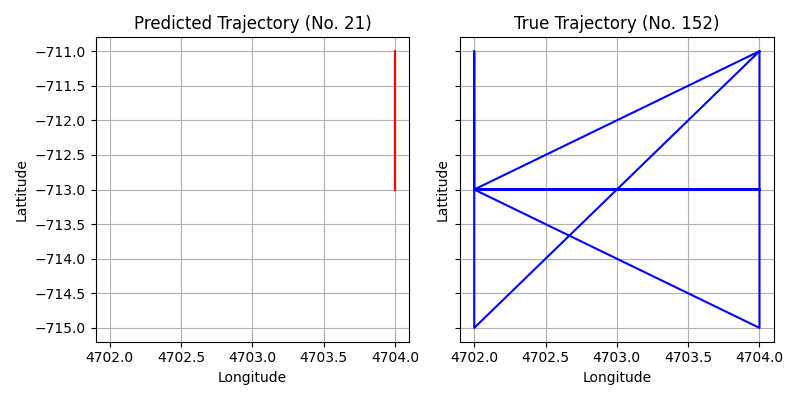 Predicted Trajectory (No. 21)
True Trajectory (No. 152)
Lattitude
−711.0
−711.5
−712.0
−712.5
−713.0
−713.5
−714.0
−714.5
−715.0
4702.0 4702.5 4703.0 4703.5 4704.0
Longitude
Lattitude
4702.0 4702.5 4703.0 4703.5 4704.0
Longitude